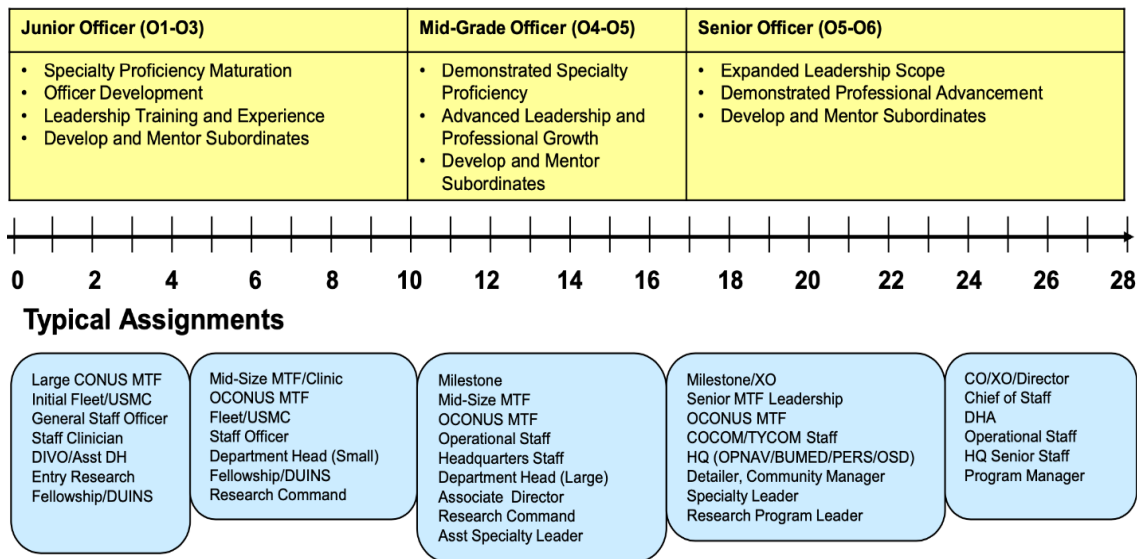 Junior Officer (O1-O3)
• Specialty Proficiency Maturation
• Officer Development
• Leadership Training and Experience
• Develop and Mentor Subordinates
Mid-Grade Officer (O4-O5)
• Demonstrated Specialty
Proficiency
• Advanced Leadership and
Professional Growth
• Develop and Mentor
Subordinates
Senior Officer (O5-O6)
• Expanded Leadership Scope
• Demonstrated Professional Advancement
• Develop and Mentor Subordinates
0 2 4 6 8 10 12 14 16 18 20 22 24 26 28
Typical Assignments
Large CONUS MTF
Initial Fleet/USMC
General Staff Officer
Staff Clinician
DIVO/Asst DH
Entry Research
Fellowship/DUINS
Mid-Size MTF/Clinic
OCONUS MTF
Fleet/USMC
Staff Officer
Department Head (Small)
Fellowship/DUINS
Research Command
Milestone
Mid-Size MTF
OCONUS MTF
Operational Staff
Headquarters Staff
Department Head (Large)
Associate Director
Research Command
Asst Specialty Leader
Milestone/XO
Senior MTF Leadership
OCONUS MTF
COCOM/TYCOM Staff
HQ (OPNAV/BUMED/PERS/OSD)
Detailer, Community Manager
Specialty Leader
Research Program Leader
CO/XO/Director
Chief of Staff
DHA
Operational Staff
HQ Senior Staff
Program Manager